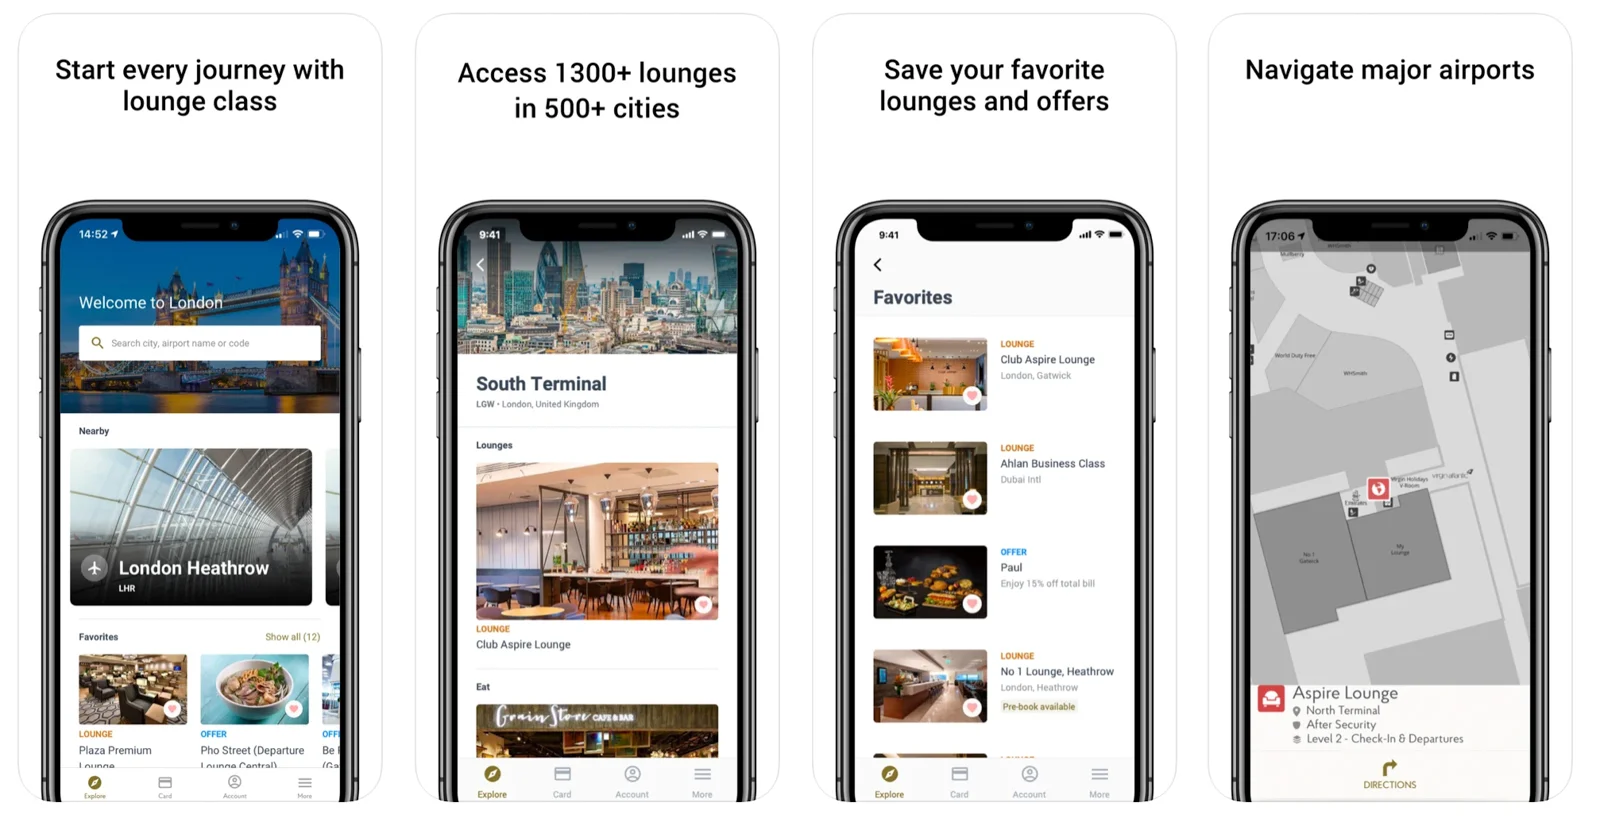 Start every journey with
lounge class
14:52
Welcome to London
Search city, airport name or code
Nearby
London Heathrow
LHR
Favorites
Show all (12)
LOUNGE
OFFER
OFF
Plaza Premium
Pho Street (Departure
Be F
Lounge
Lounge Central)
(Ga
Explore
Card
Account
More
Access 1300+ lounges
in 500+ cities
9:41
South Terminal
LGW • London, United Kingdom
Lounges
LOUNGE
Club Aspire Lounge
Eat
Grain Store CAFE & BAR
Explore
Card
Account
More
Save your favorite
lounges and offers
9:41
Favorites
LOUNGE
Club Aspire Lounge
London, Gatwick
LOUNGE
Ahlan Business Class
Dubai Intl
OFFER
Paul
Enjoy 15% off total bill
LOUNGE
No 1 Lounge, Heathrow
London, Heathrow
Pre-book available
LOUNGE
Explore
Card
Account
More
Navigate major airports
17:06
WHSmith
Mulberry
World Duty Free
WHSmith
Virgin Holidays
V-Room
virgin atlantic
Emirates
No 1
Gatwick
My
Lounge
Aspire Lounge
North Terminal
After Security
Level 2 - Check-In & Departures
DIRECTIONS